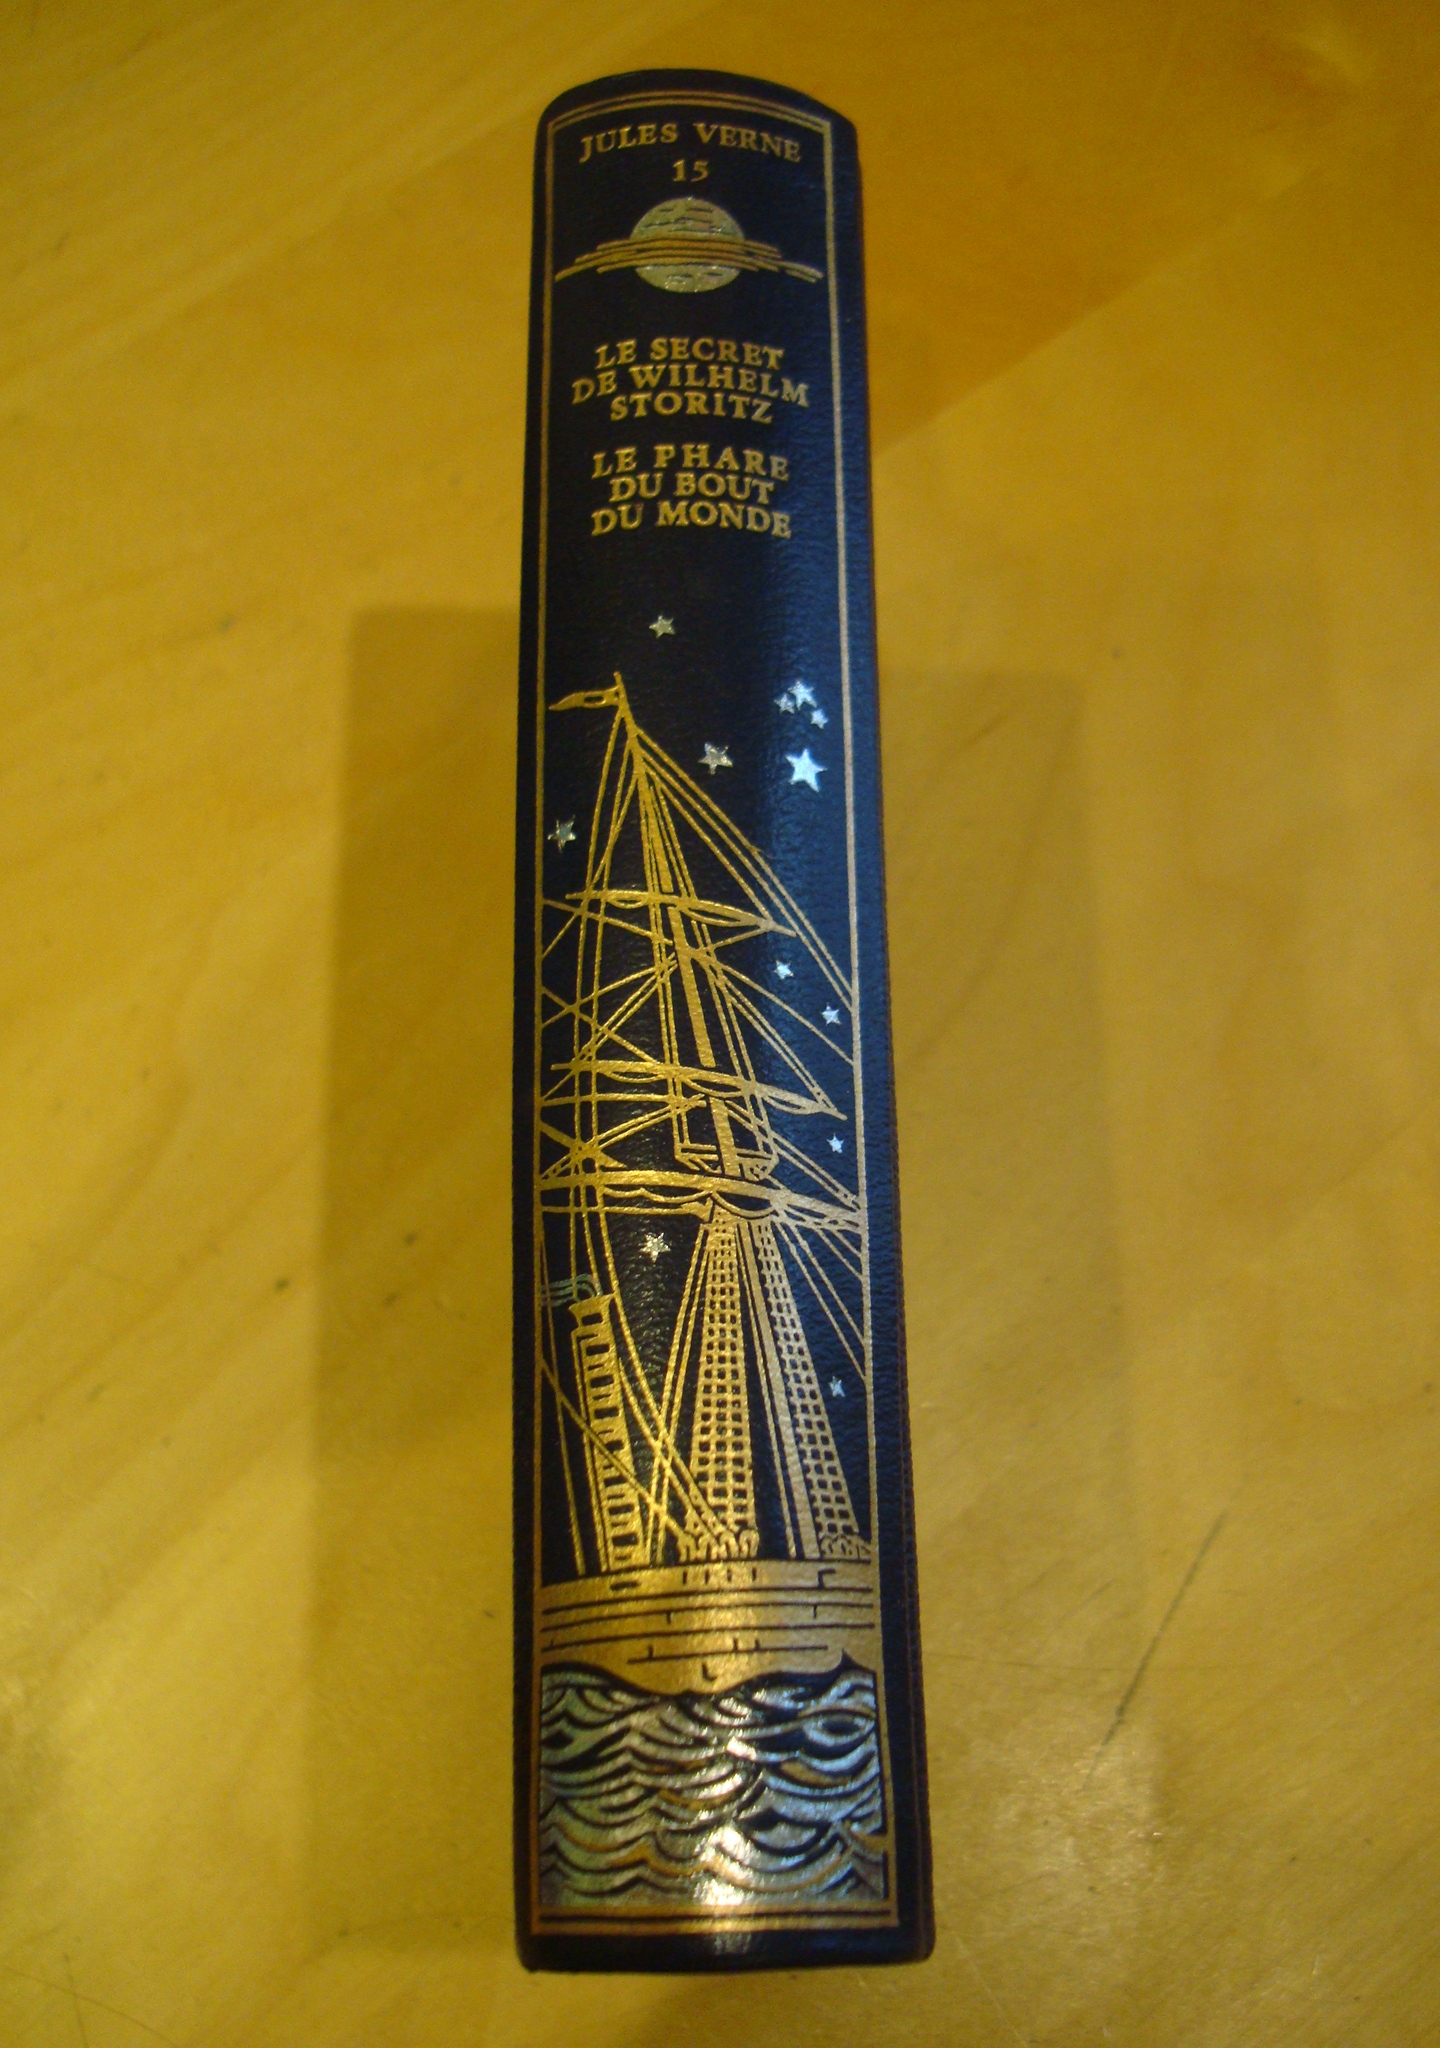 JULES VERNE
15
LE SECRET
DE WILHELM
STORITZ
LE PHARE
DU BOUT
DU MONDE